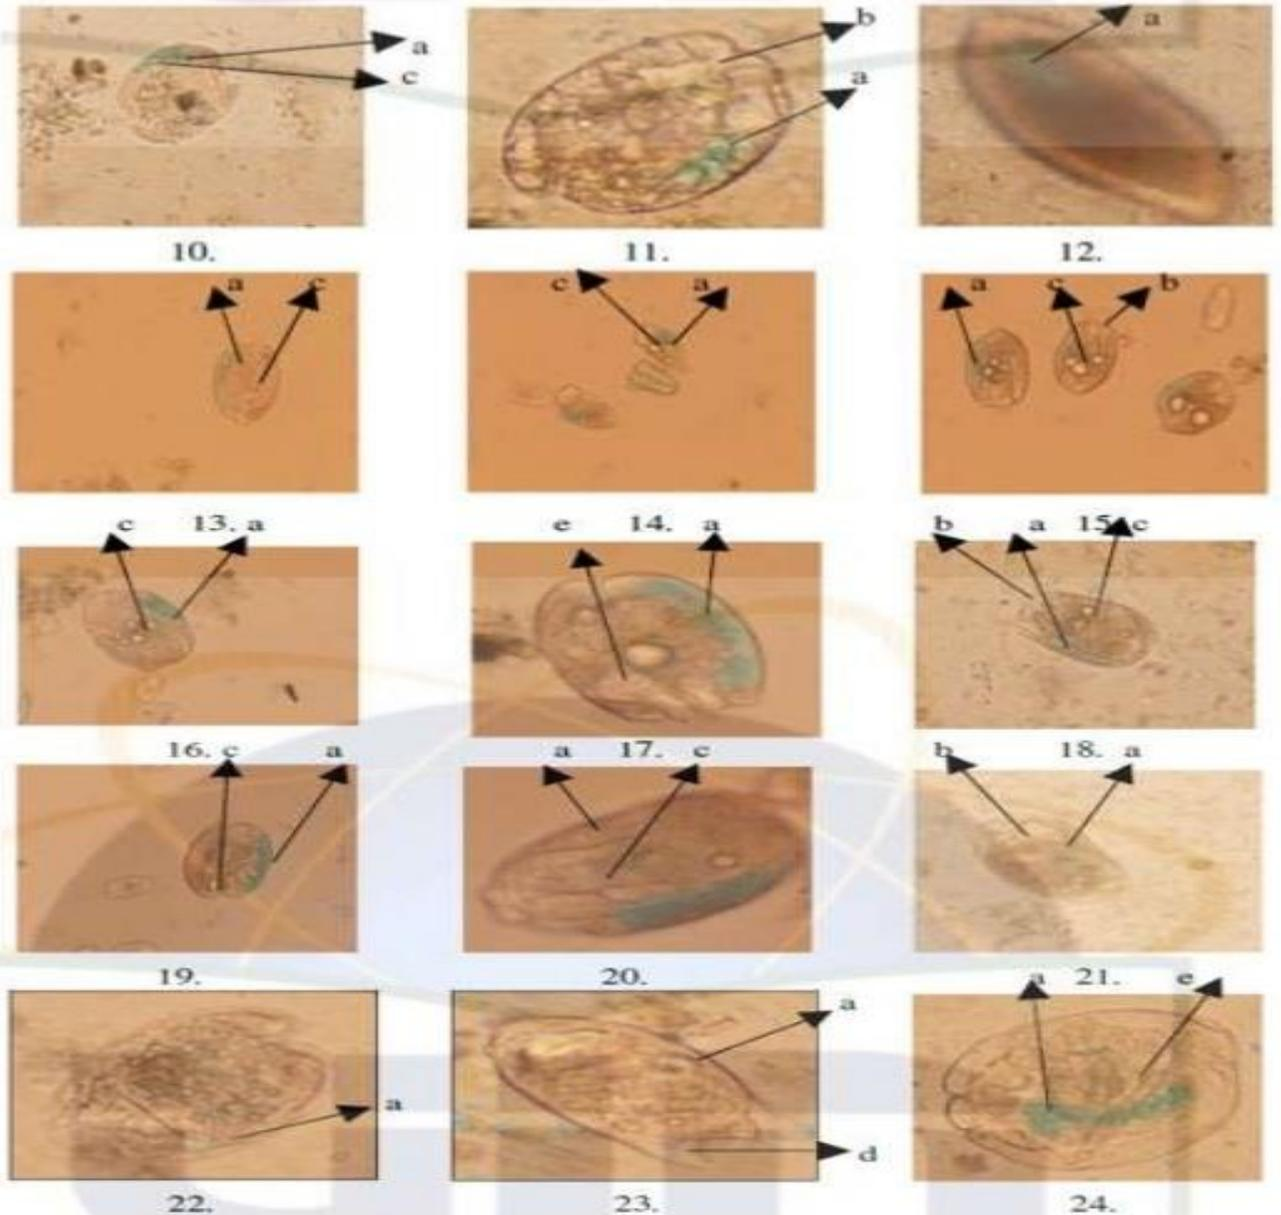 a
c
b
a
a
10. 11. 12.
a c
c a
a c b
c 13. a e 14. a b a 15. c
16. c a a 17. c b 18. a
19. 20. a 21. e
a
a
d
22. 23. 24.